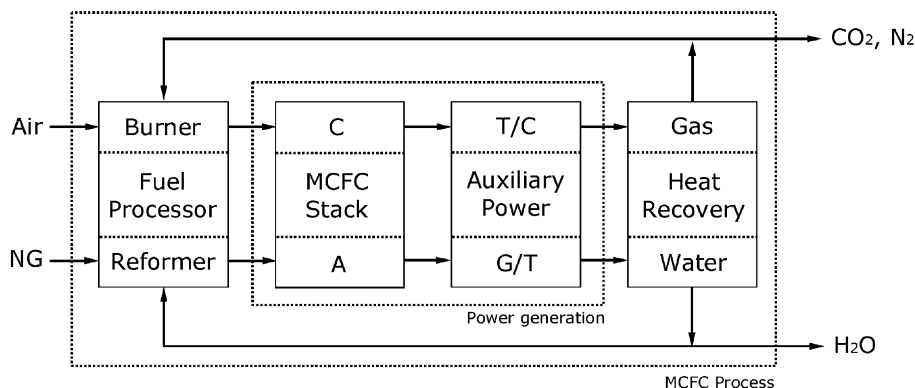 CO2, N2
Air
Burner
C
T/C
Gas
Fuel
Processor
MCFC
Stack
Auxiliary
Power
Heat
Recovery
NG
Reformer
A
G/T
Water
Power generation
H2O
MCFC Process